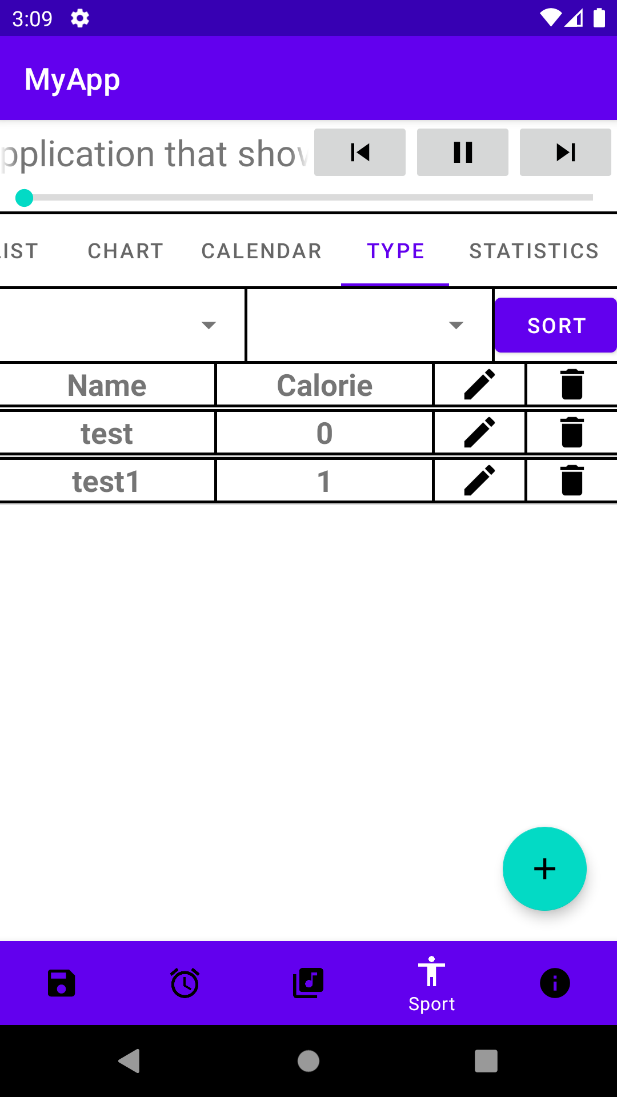 3:09
MyApp
pplication that show
IST CHART CALENDAR TYPE STATISTICS
SORT
Name Calorie
test 0
test1 1
Sport